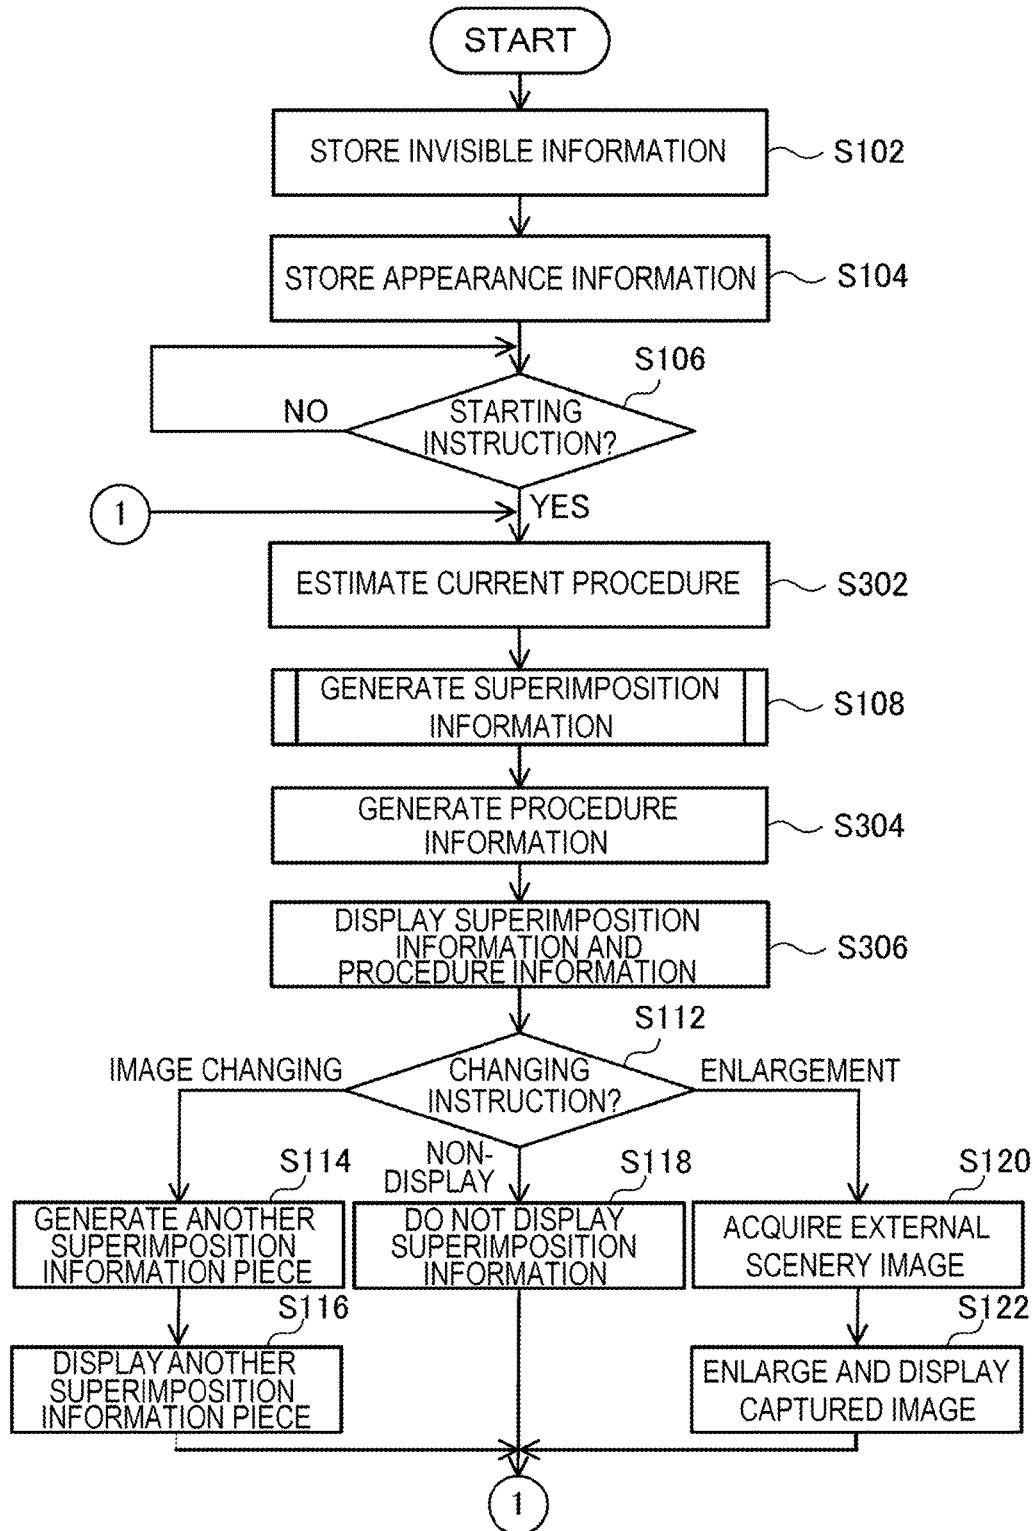 START
STORE INVISIBLE INFORMATION
S102
STORE APPEARANCE INFORMATION
S104
S106
NO
STARTING
INSTRUCTION?
1
YES
ESTIMATE CURRENT PROCEDURE
S302
GENERATE SUPERIMPOSITION
INFORMATION
S108
GENERATE PROCEDURE
INFORMATION
S304
DISPLAY SUPERIMPOSITION
INFORMATION AND
PROCEDURE INFORMATION
S306
S112
IMAGE CHANGING
CHANGING
INSTRUCTION?
ENLARGEMENT
NON-
DISPLAY
S114
GENERATE ANOTHER
SUPERIMPOSITION
INFORMATION PIECE
S118
DO NOT DISPLAY
SUPERIMPOSITION
INFORMATION
S120
ACQUIRE EXTERNAL
SCENERY IMAGE
S116
DISPLAY ANOTHER
SUPERIMPOSITION
INFORMATION PIECE
S122
ENLARGE AND DISPLAY
CAPTURED IMAGE
1